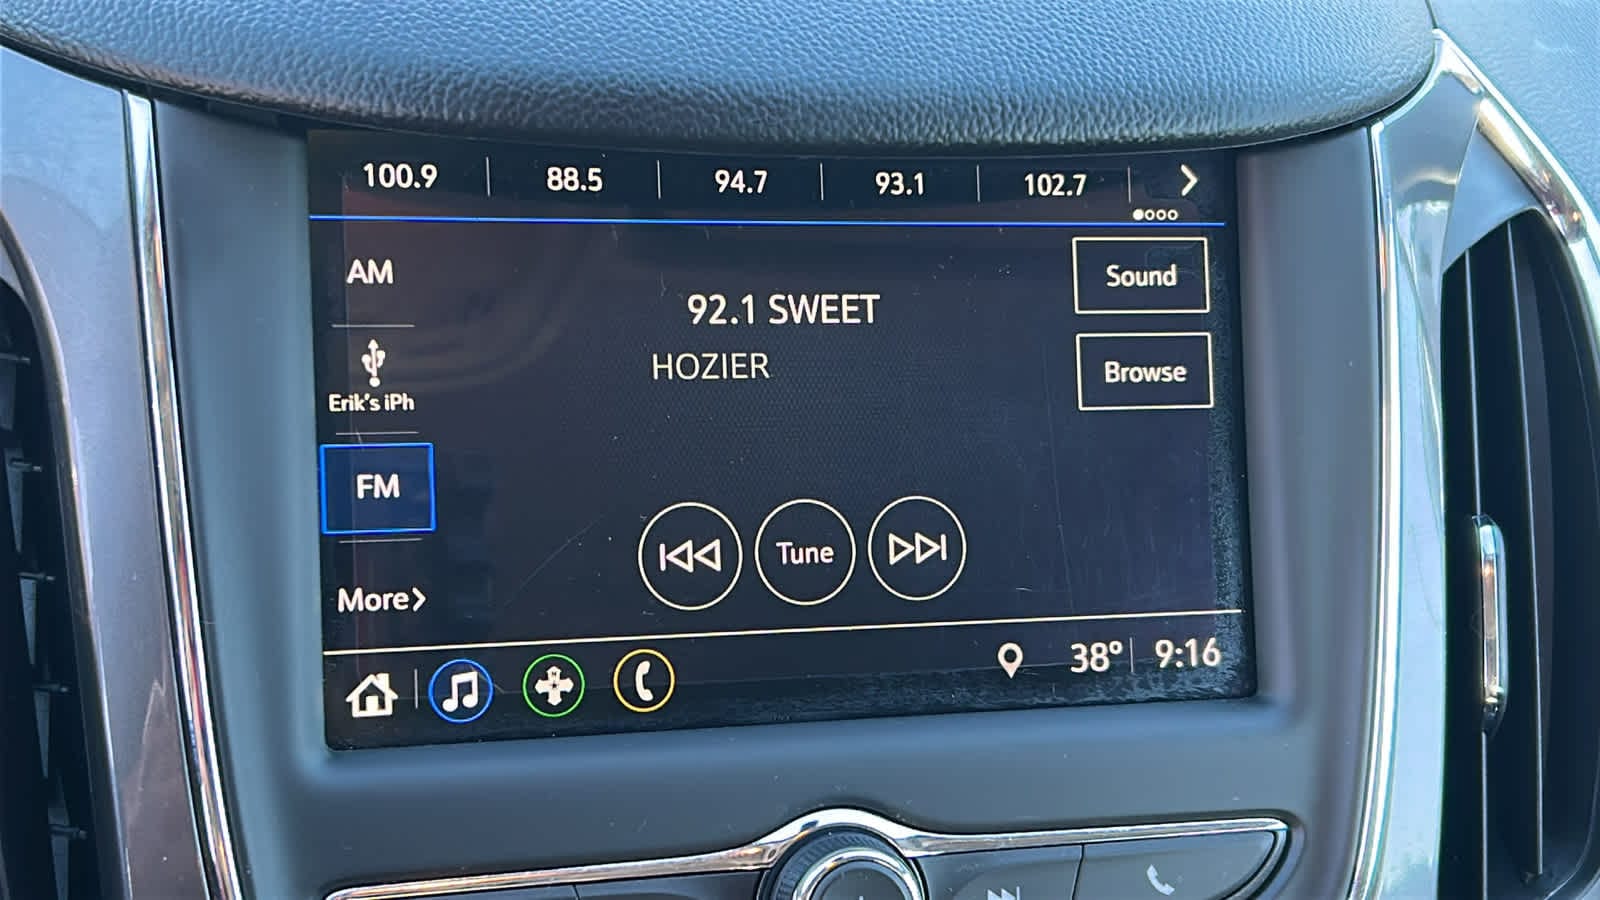 100.9 88.5 94.7 93.1 102.7
AM
Erik's iPh
FM
More
92.1 SWEET
HOZIER
Sound
Browse
Tune
38° 9:16